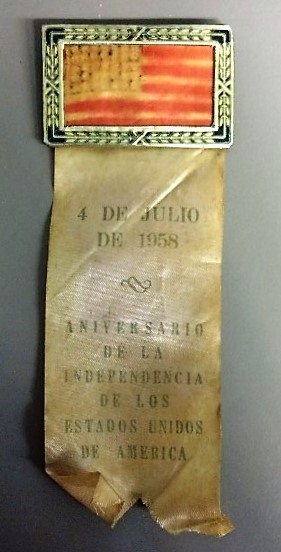 4 DE JULIO
DE 1958
ANIVERSARIO
DE LA
INDEPENDENCIA
DE LOS
ESTADOS UNIDOS
DE AMERICA